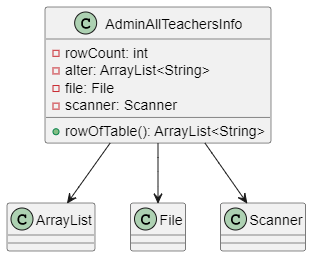 C AdminAllTeachersInfo
rowCount: int
alter: ArrayList<String>
file: File
scanner: Scanner
rowOfTable(): ArrayList<String>
C ArrayList
C File
C Scanner